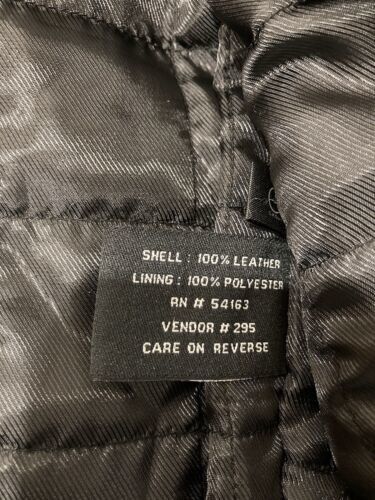 SHELL : 100% LEATHER
LINING : 100% POLYESTER
RN # 54163
VENDOR # 295
CARE ON REVERSE